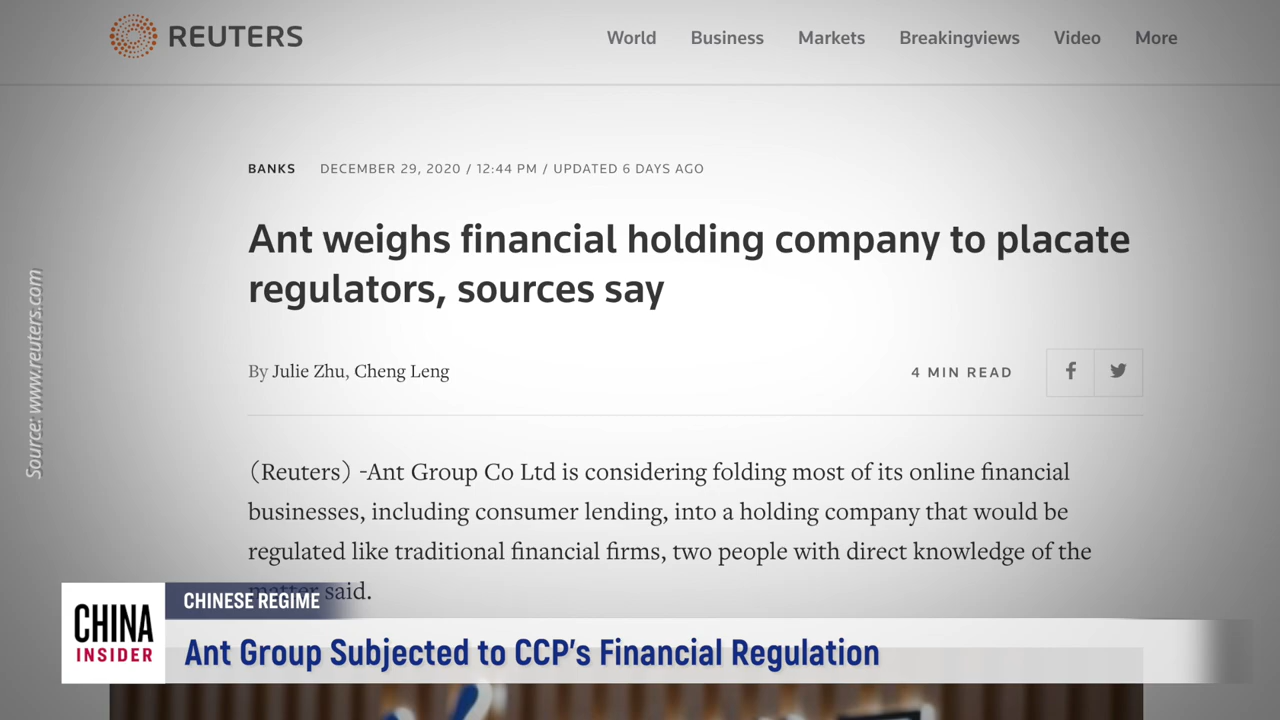 REUTERS
World Business Markets Breakingviews Video More
BANKS DECEMBER 29, 2020 / 12:44 PM / UPDATED 6 DAYS AGO
Ant weighs financial holding company to placate
regulators, sources say
By Julie Zhu, Cheng Leng
4 MIN READ
(Reuters) -Ant Group Co Ltd is considering folding most of its online financial
businesses, including consumer lending, into a holding company that would be
regulated like traditional financial firms, two people with direct knowledge of the
matter said.
Source: www.reuters.com
CHINA
INSIDER
CHINESE REGIME
Ant Group Subjected to CCP's Financial Regulation